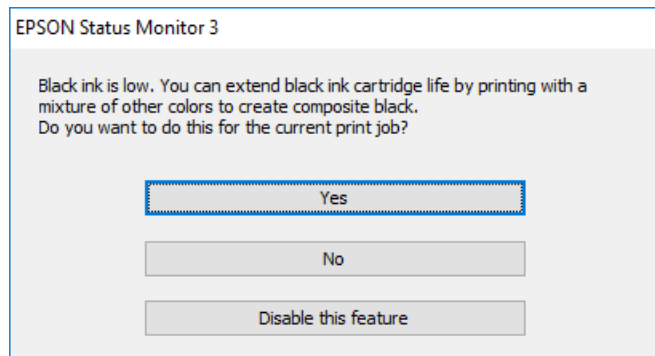 EPSON Status Monitor 3
Black ink is low. You can extend black ink cartridge life by printing with a
mixture of other colors to create composite black.
Do you want to do this for the current print job?
Yes
No
Disable this feature